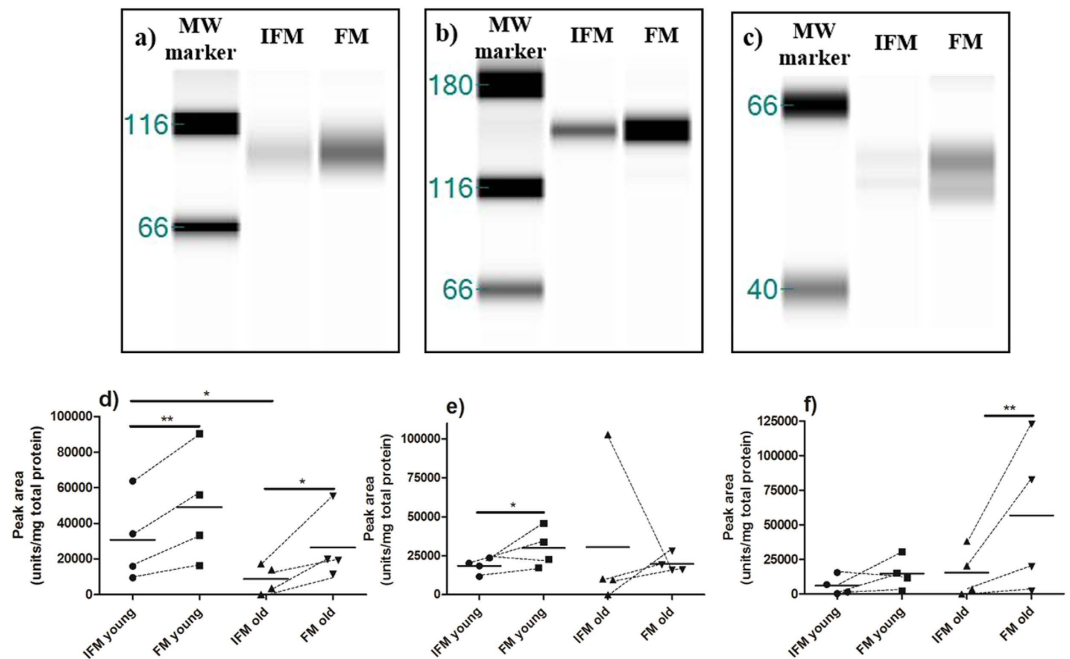 a)
MW
marker
IFM
FM
116
66
b)
MW
marker
IFM
FM
180
116
66
c)
MW
marker
IFM
FM
66
40
d)
*
**
*
100000
80000
60000
40000
20000
0
Peak area
(units/mg total protein)
IFM young
FM young
IFM old
FM old
e)
*
100000
75000
50000
25000
0
Peak area
(units/mg total protein)
IFM young
FM young
IFM old
FM old
f)
**
125000
100000
75000
50000
25000
0
Peak area
(units/mg total protein)
IFM young
FM young
IFM old
FM old